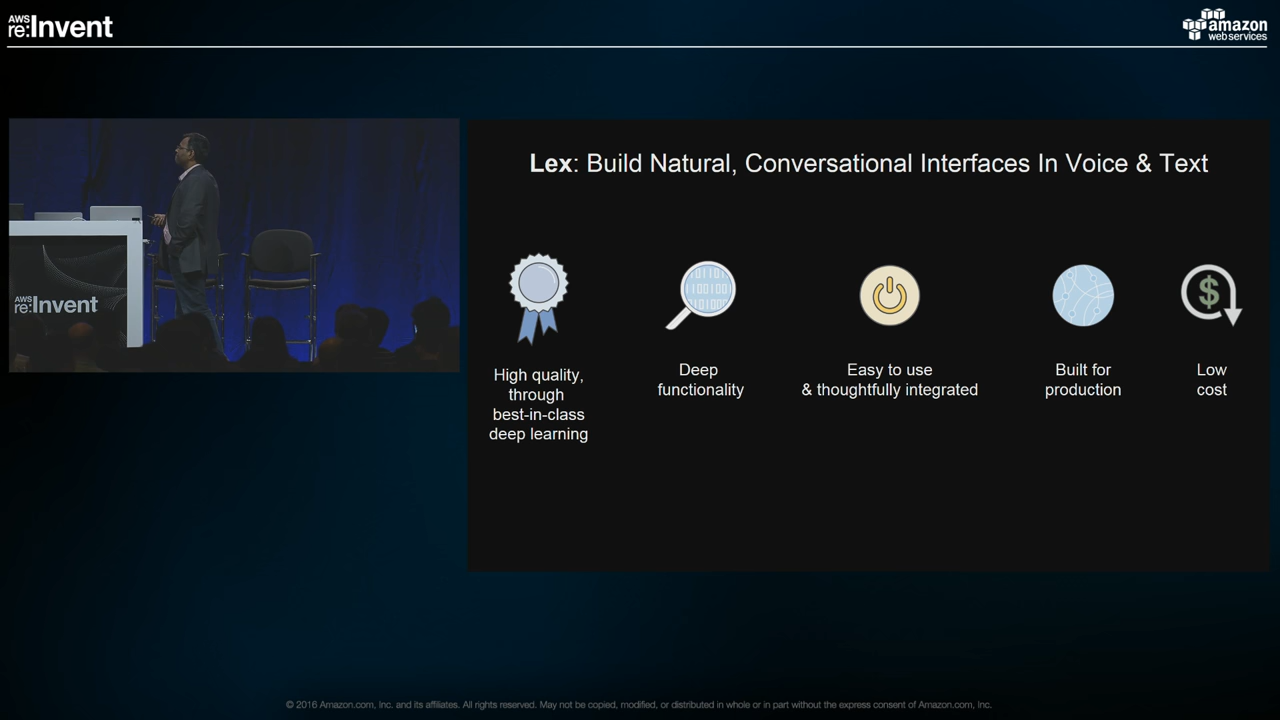 AWS
re:Invent
amazon
web services
Lex: Build Natural, Conversational Interfaces In Voice & Text
AWS
re:Invent
1011011
11001001
0101001
High quality,
through
best-in-class
deep learning
Deep
functionality
Easy to use
& thoughtfully integrated
Built for
production
$
Low
cost
© 2016 Amazon.com, Inc. and its affiliates. All rights reserved. May not be copied, modified, or distributed in whole or in part without the express consent of Amazon.com, Inc.